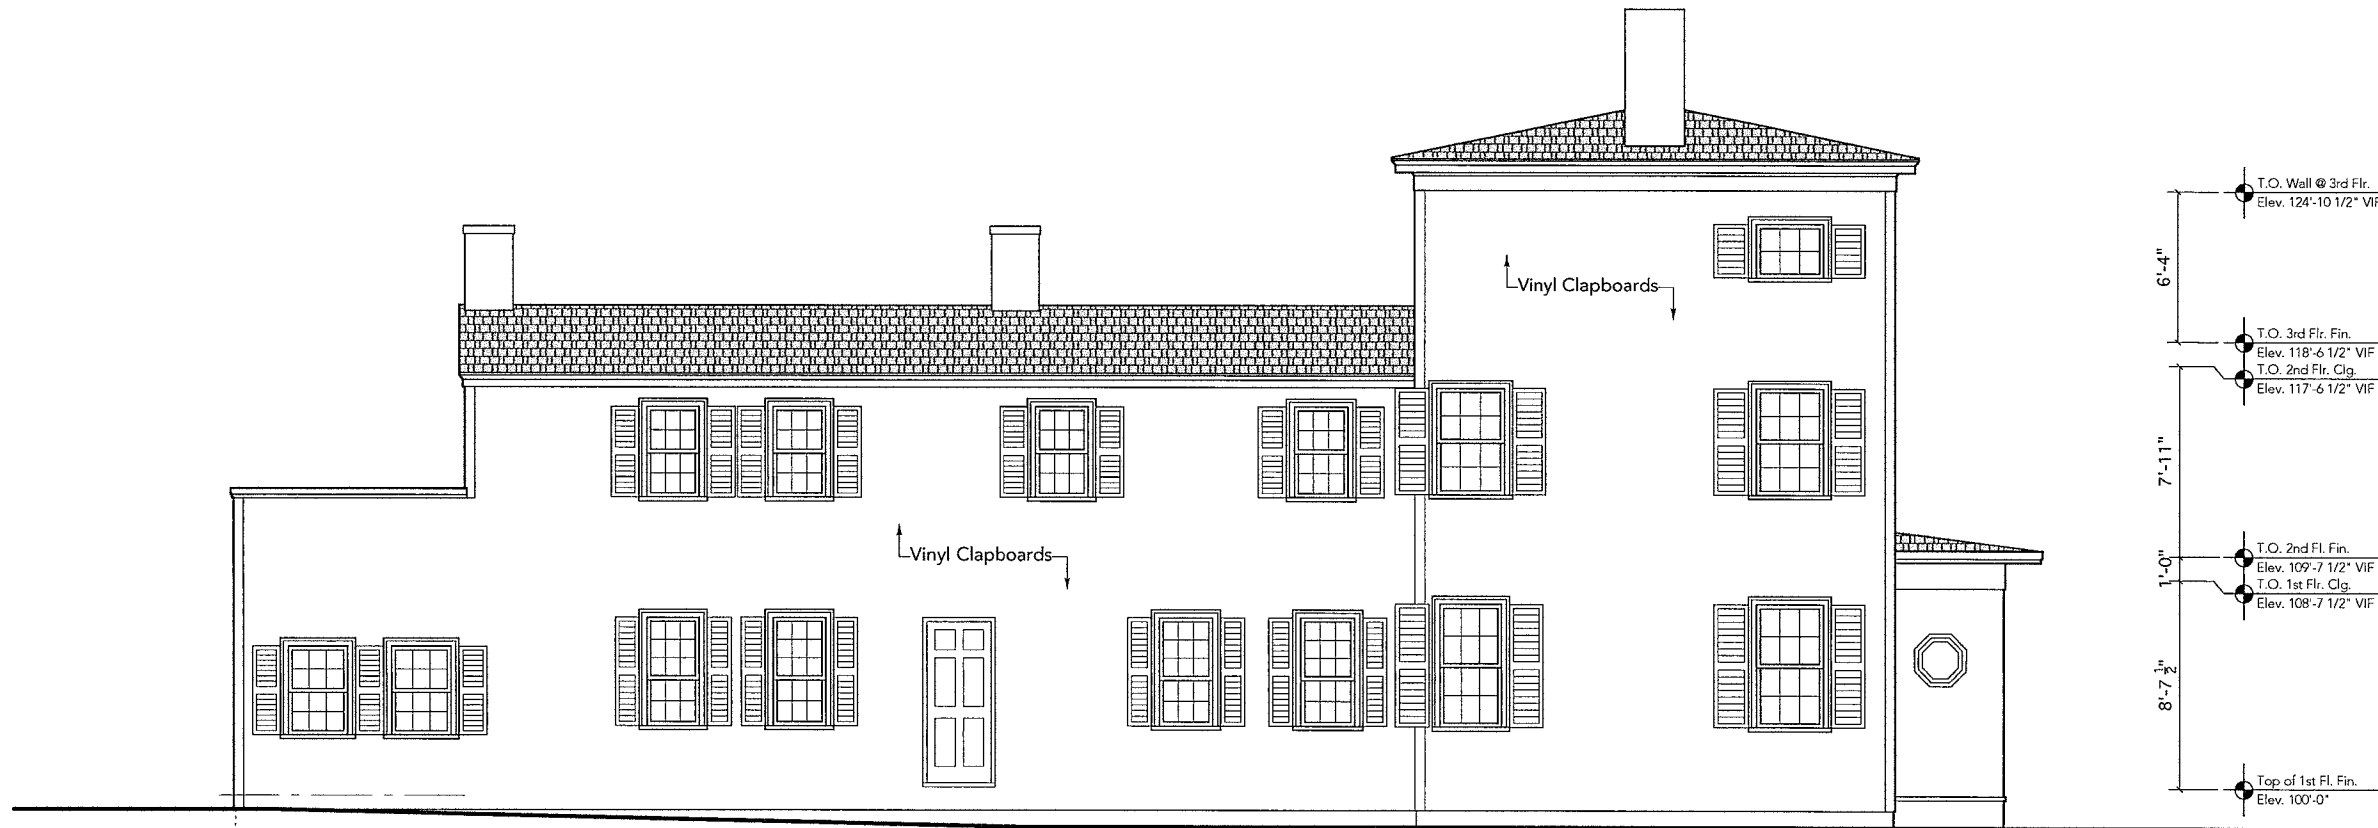 T.O. Wall @ 3rd Flr.
Elev. 124'-10 1/2" VIF
6'-4"
Vinyl Clapboards
T.O. 3rd Flr. Fin.
Elev. 118'-6 1/2" VIF
T.O. 2nd Flr. Clg.
Elev. 117'-6 1/2" VIF
7'-11"
Vinyl Clapboards
T.O. 2nd Fl. Fin.
Elev. 109'-7 1/2" VIF
1'-0"
T.O. 1st Flr. Clg.
Elev. 108'-7 1/2" VIF
8'-7 1/2"
Top of 1st Fl. Fin.
Elev. 100'-0"